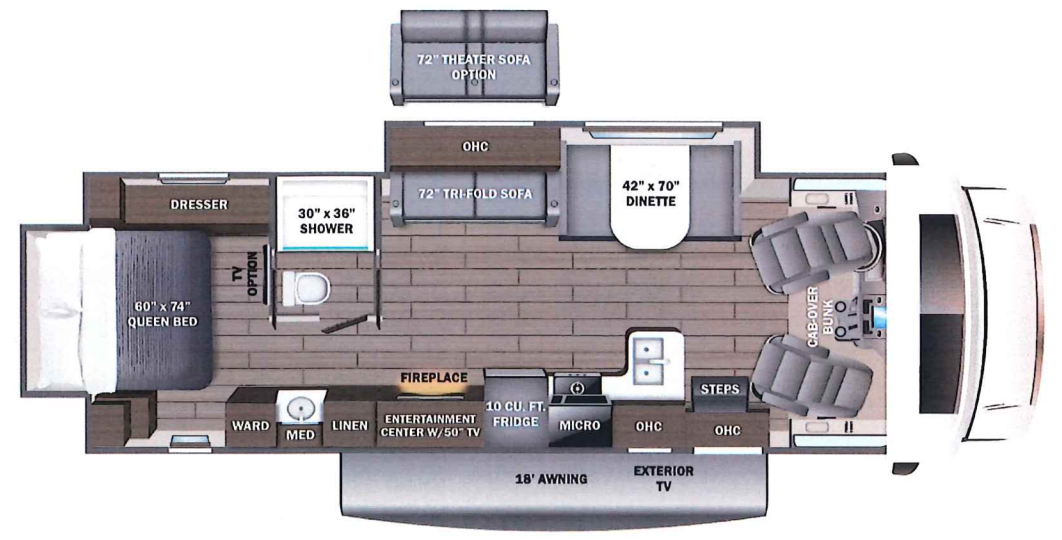 72" THEATER SOFA
OPTION
OHC
72" TRI-FOLD SOFA
42" x 70"
DINETTE
DRESSER
30" x 36"
SHOWER
TV
OPTION
60" x 74"
QUEEN BED
CAB-OVER
BUNK
FIREPLACE
WARD
MED
LINEN
ENTERTAINMENT
CENTER W/50" TV
10 CU. FT.
FRIDGE
MICRO
OHC
STEPS
OHC
18' AWNING
EXTERIOR
TV